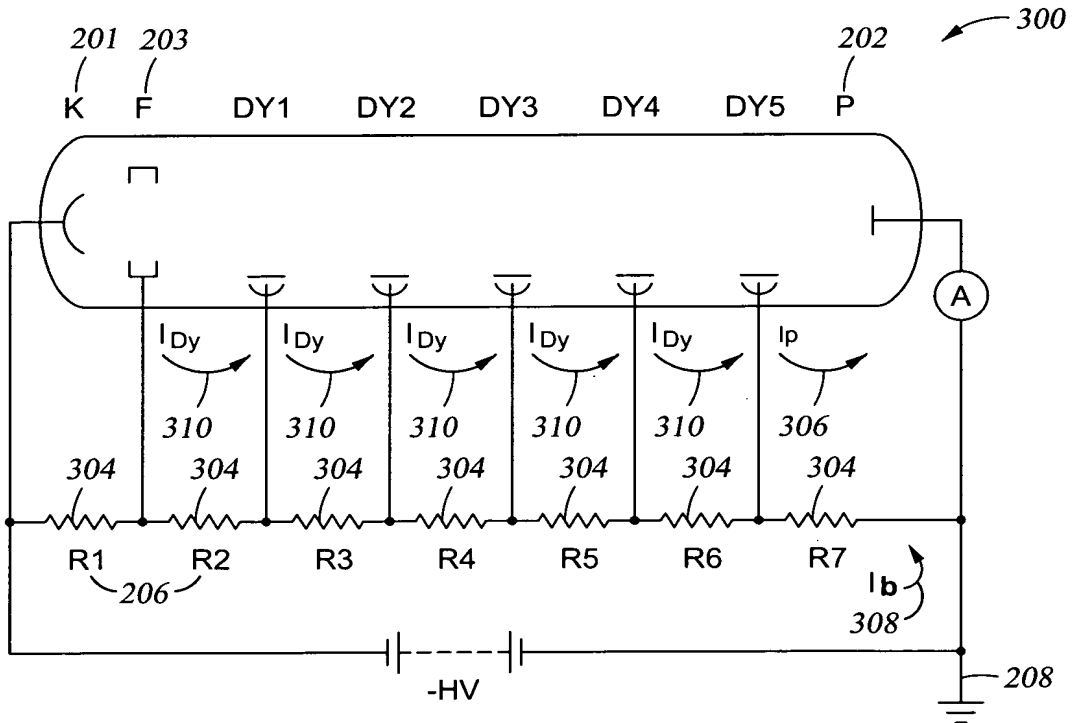 300
201 203 202
K F DY1 DY2 DY3 DY4 DY5 P
A
IDy IDy IDy IDy IDy Ip
310 310 310 310 310 306
304 304 304 304 304 304 304
R1 R2 R3 R4 R5 R6 R7
206
Ib
308
-HV
208